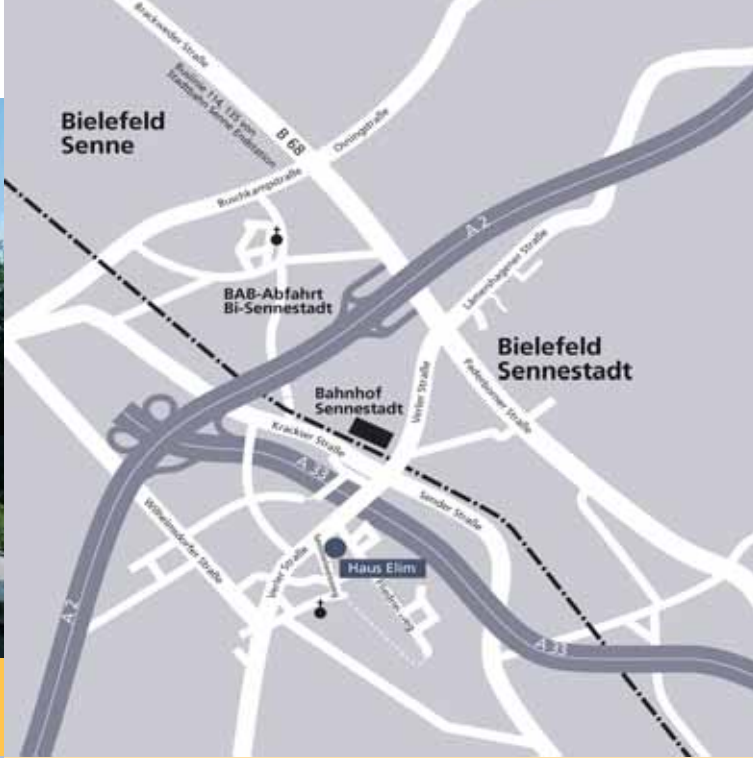 Brackweder Straße
Buslinie 114, 135 von
Stadtbahn Senne Endstation
Bielefeld
Senne
B 68
Osningstraße
Buschkampstraße
A 2
Lämershagener Straße
BAB-Abfahrt
Bi-Sennestadt
Bielefeld
Sennestadt
Paderborner Straße
Verler Straße
Bahnhof
Sennestadt
Krackser Straße
A 33
Sender Straße
Wilhelmsdorfer Straße
Verler Straße
Haus Elim
A 2
A 33